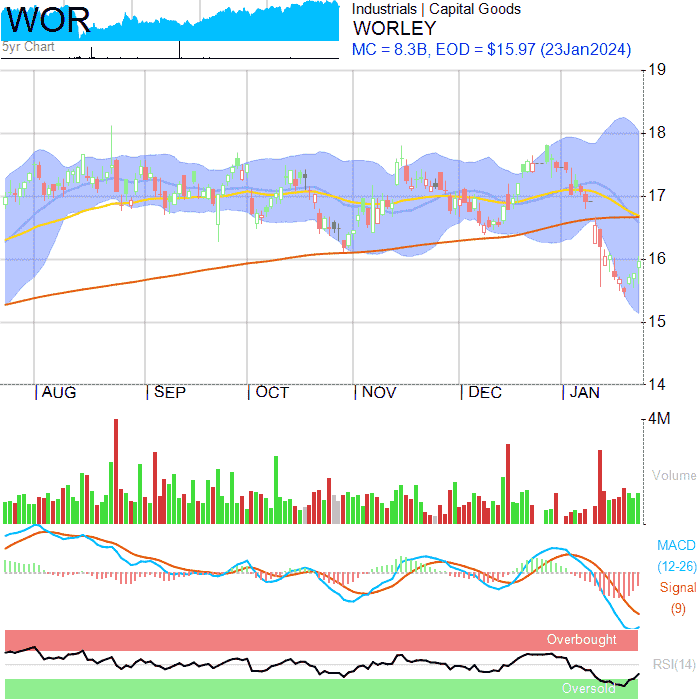 WOR
5yr Chart
Industrials | Capital Goods
WORLEY
MC = 8.3B, EOD = $15.97 (23Jan2024)
19
18
17
16
15
14
| AUG | SEP | OCT | NOV | DEC | JAN
4M
Volume
MACD
(12-26)
Signal
(9)
Overbought
RSI(14)
Oversold